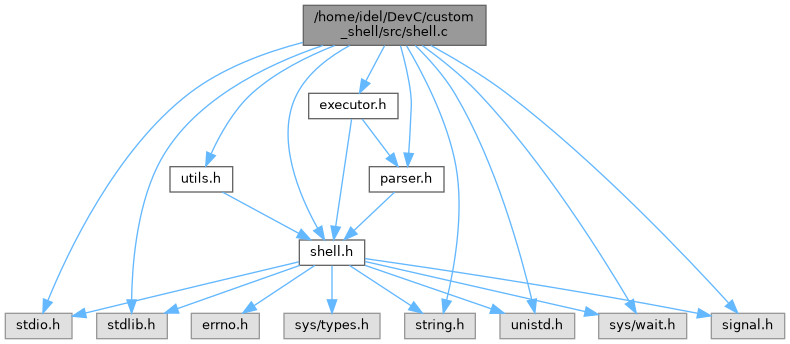 /home/idel/DevC/custom
_shell/src/shell.c
executor.h
utils.h
parser.h
shell.h
stdio.h
stdlib.h
errno.h
sys/types.h
string.h
unistd.h
sys/wait.h
signal.h